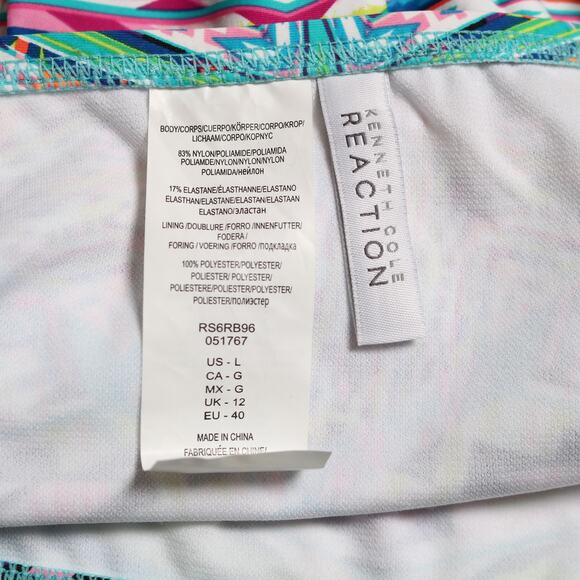 BODY/CORPS/CUERPO/KÖRPER/CORPO/KROP/
LICHAAM/CORPO/КОРПУС
83% NYLON/POLIAMIDE/POLIAMIDA
POLIAMIDE/NYLON/NYLON/NYLON
POLIAMIDA/нейлон
17% ELASTANE/ÉLASTHANNE/ELASTANO
ELASTHAN/ELASTANE/ELASTAN/ELASTAAN
ELASTANO/эластан
LINING /DOUBLURE /FORRO /INNENFUTTER/
FODERA /
FORING / VOERING /FORRO /подкладка
100% POLYESTER/POLYESTER/
POLIESTER/ POLYESTER/
POLIESTERE/POLIESTER/POLYESTER/
POLIESTER/полиэстер
RS6RB96
051767
US - L
CA - G
MX - G
UK - 12
EU - 40
MADE IN CHINA
FABRIQUÉE EN CHINE/
KENNETH COLE
REACTION